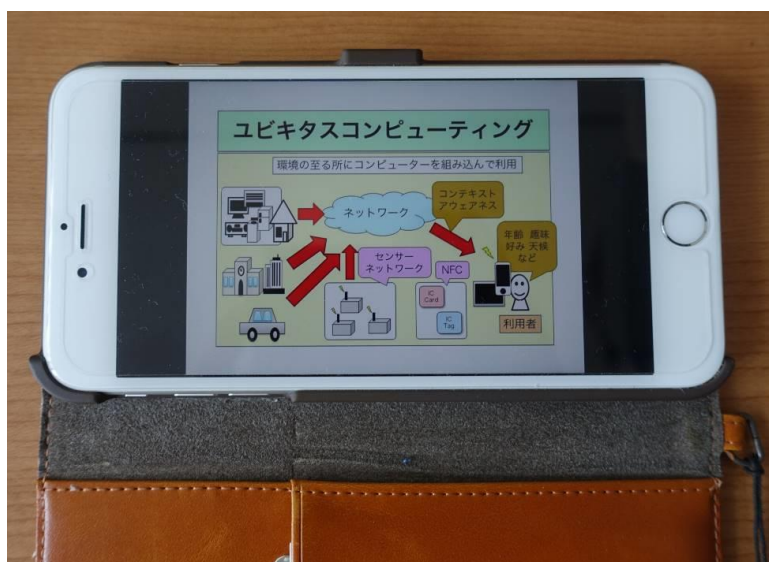 ユビキタスコンピューティング
環境の至る所にコンピューターを組み込んで利用
コンテキスト
アウェアネス
ネットワーク
年齢 趣味
好み 天候
など
センサー
ネットワーク
NFC
IC
Card
IC
Tag
利用者